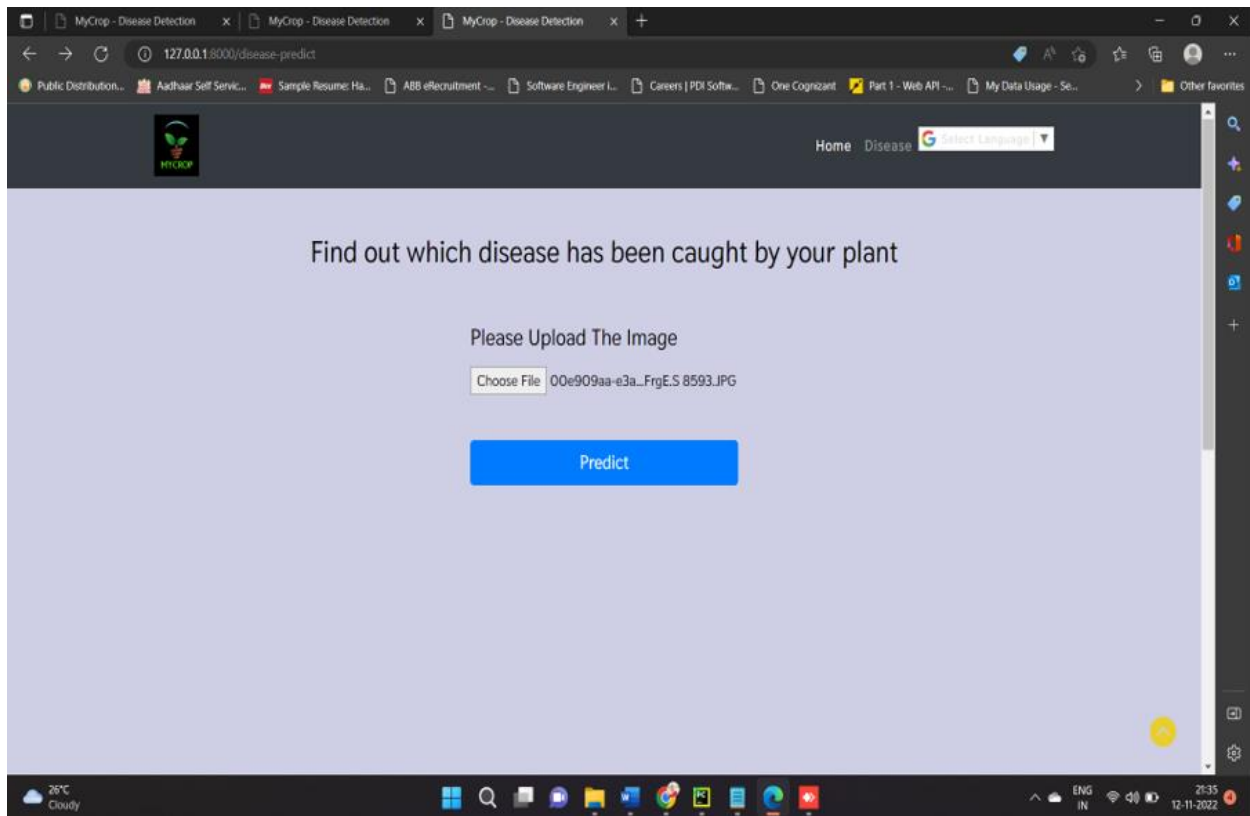 MyCrop - Disease Detection
MyCrop - Disease Detection
MyCrop - Disease Detection
127.0.0.1:8000/disease-predict
Public Distribution...
Aadhaar Self Servic...
Sample Resume: Ha...
ABB eRecruitment -...
Software Engineer i...
Careers | PDI Softw...
One Cognizant
Part 1 - Web API -...
My Data Usage - Se...
Other favorites
MYCROP
Home
Disease
Select Language
Find out which disease has been caught by your plant
Please Upload The Image
Choose File 00e909aa-e3a...FrgE.S 8593.JPG
Predict
26°C
Cloudy
ENG
IN
21:35
12-11-2022
4